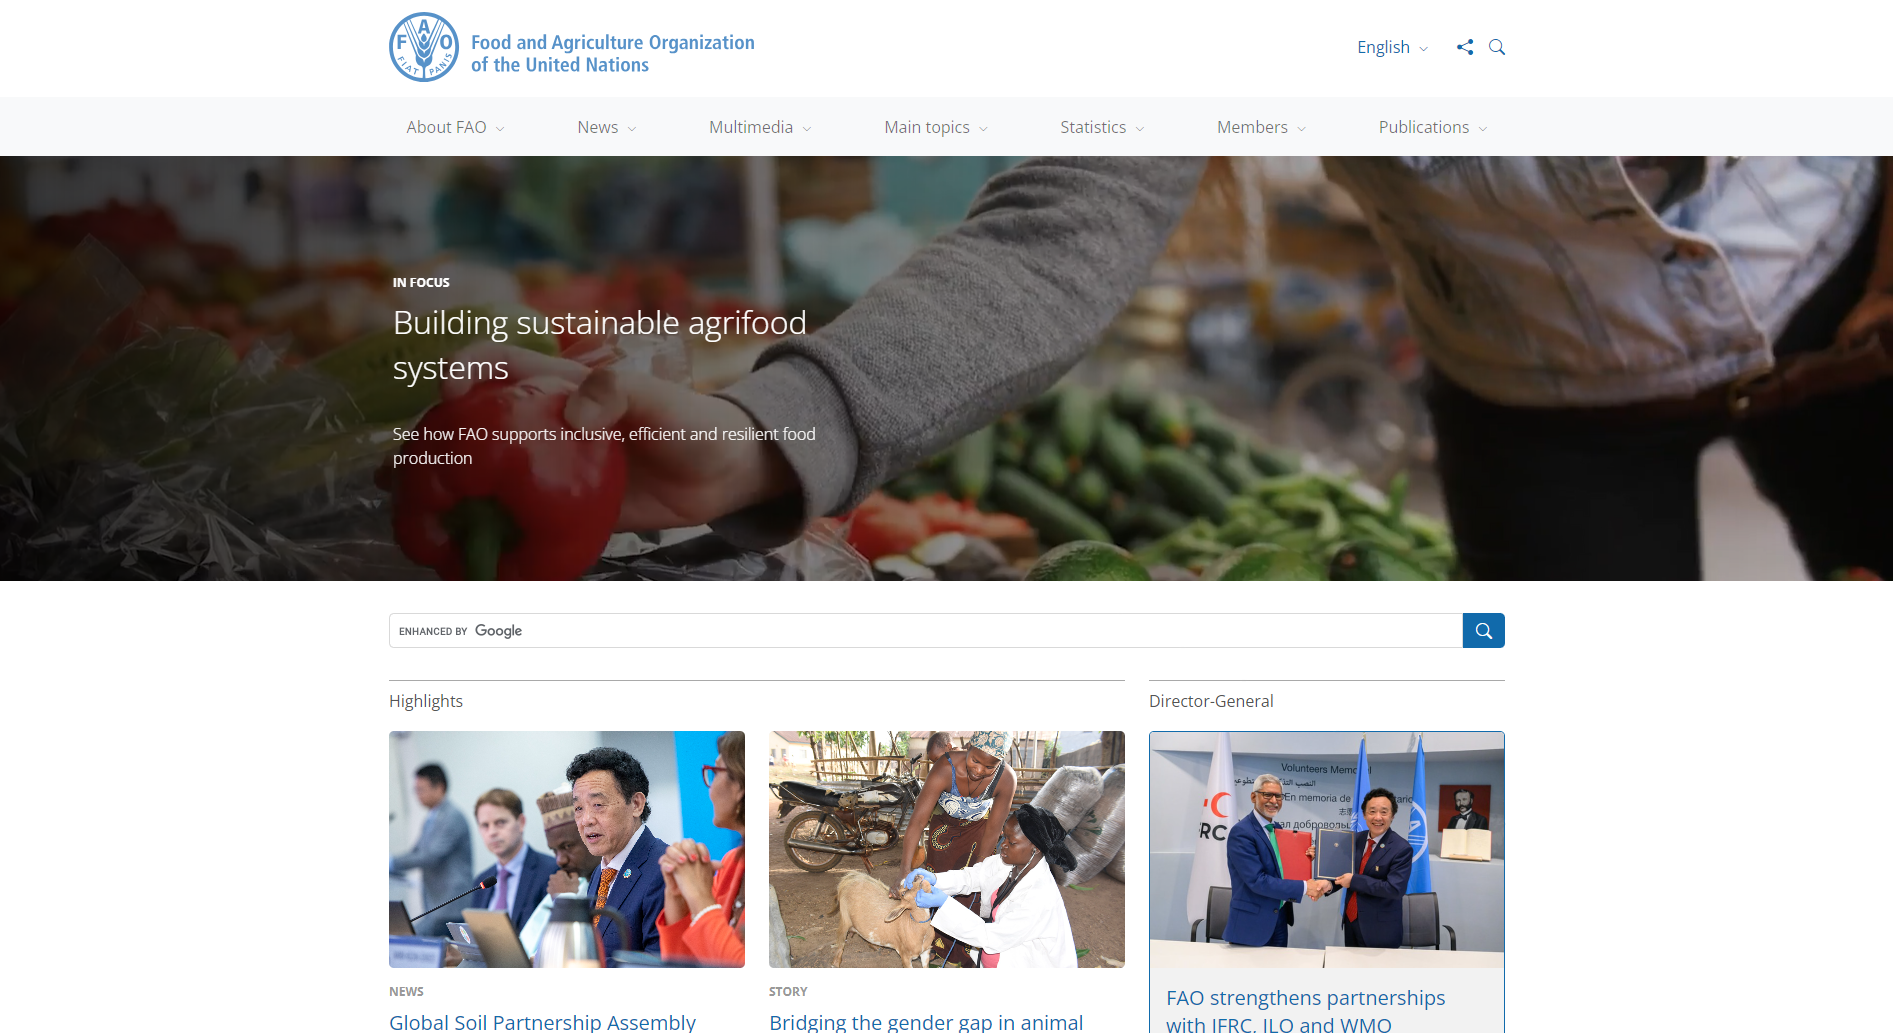 FAO
FIAT PANIS
Food and Agriculture Organization
of the United Nations
English
About FAO
News
Multimedia
Main topics
Statistics
Members
Publications
IN FOCUS
Building sustainable agrifood
systems
See how FAO supports inclusive, efficient and resilient food
production
ENHANCED BY Google
Highlights
Director-General
Volunteers Memorial
En memoria de
NEWS
Global Soil Partnership Assembly
STORY
Bridging the gender gap in animal
FAO strengthens partnerships
with IFRC, ILO and WMO